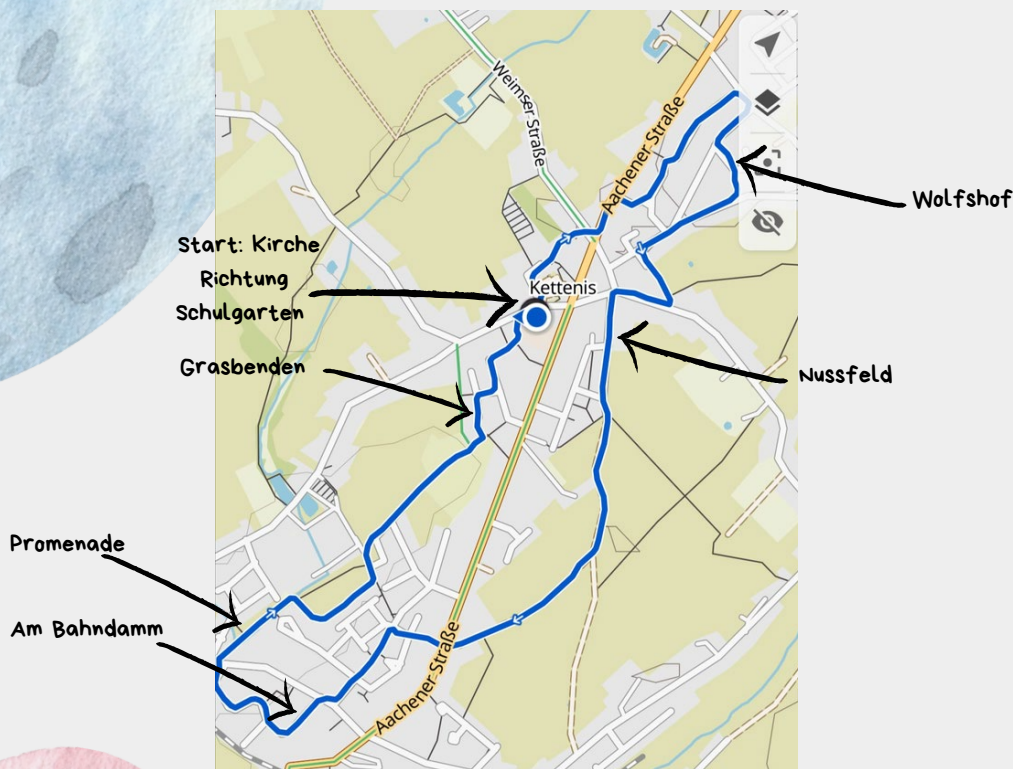 Weimser Straße
Aachener Straße
Wolfshof
Start: Kirche
Richtung
Schulgarten
Kettenis
Grasbenden
Nussfeld
Promenade
Am Bahndamm
Aachener Straße